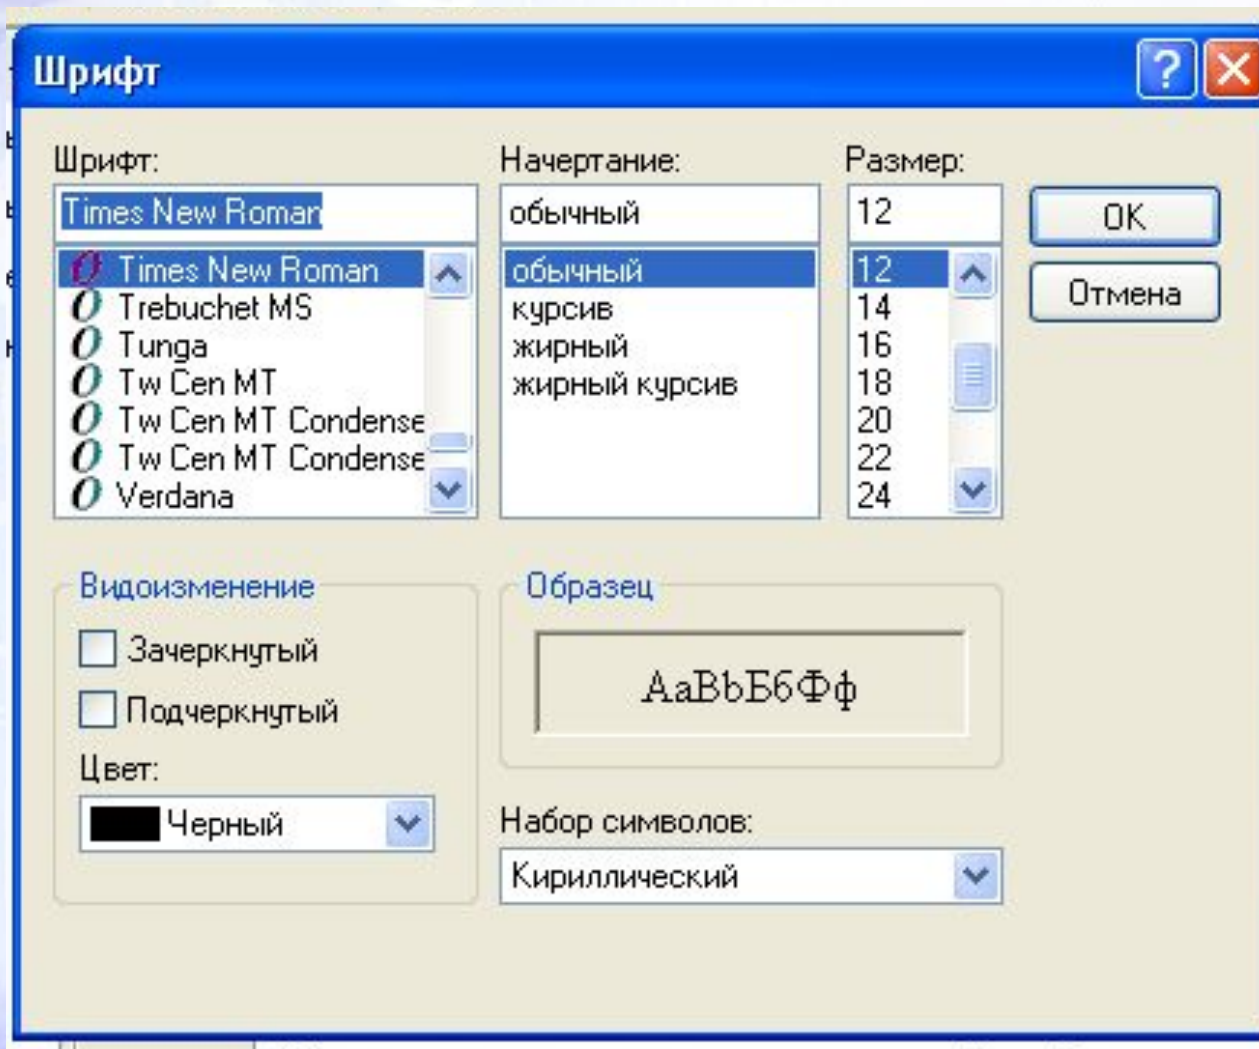 Шрифт
Шрифт:
Times New Roman
Times New Roman
Trebuchet MS
Tunga
Tw Cen MT
Tw Cen MT Condense
Tw Cen MT Condense
Verdana
Начертание:
обычный
обычный
курсив
жирный
жирный курсив
Размер:
12
12
14
16
18
20
22
24
OK
Отмена
Видоизменение
Зачеркнутый
Подчеркнутый
Цвет:
Черный
Образец
АаВbБбФф
Набор символов:
Кириллический